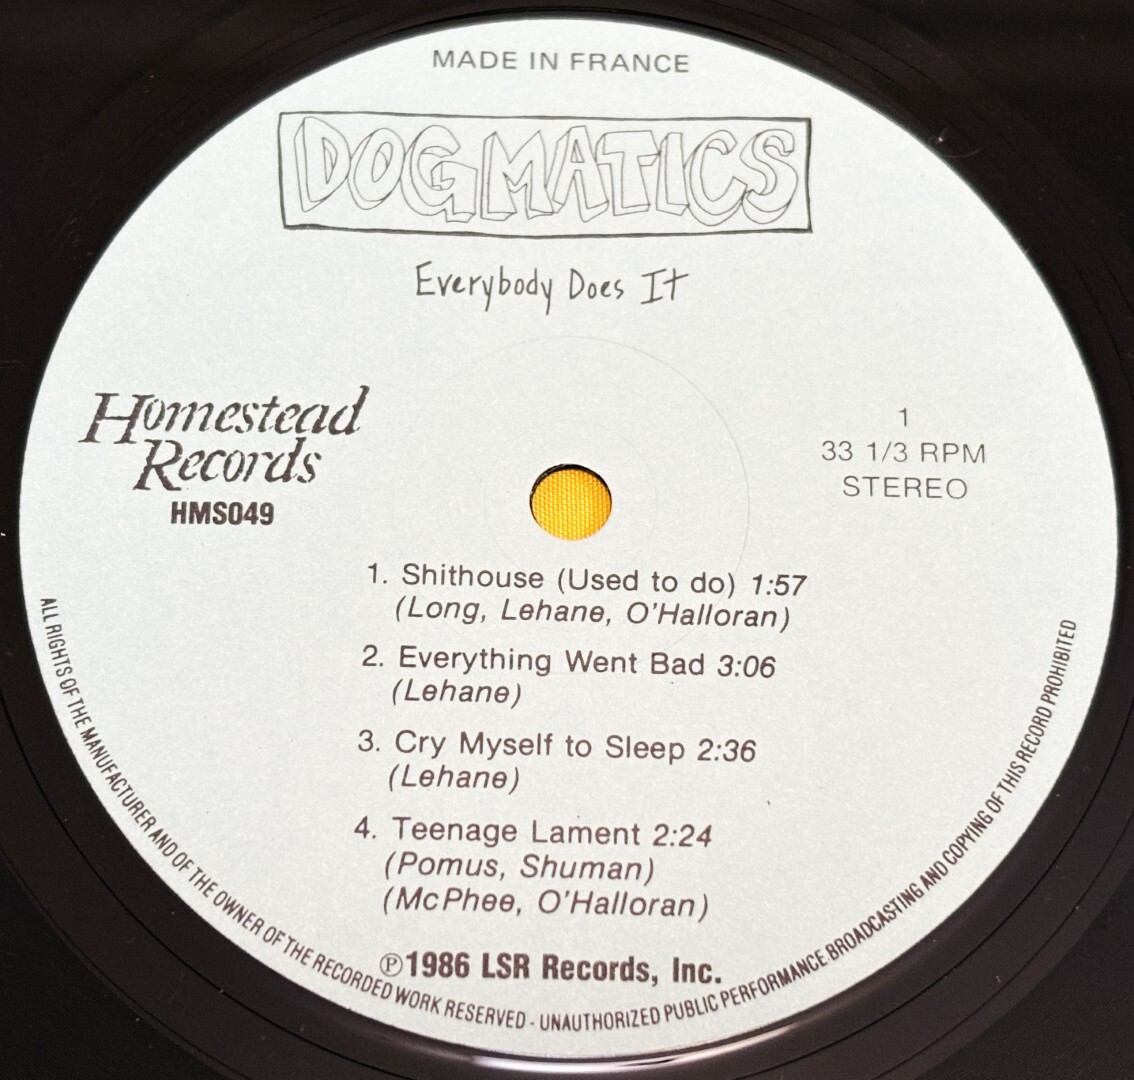 MADE IN FRANCE
DOGMATICS
Everybody Does It
Homestead
Records
HMS049
1
33 1/3 RPM
STEREO
1. Shithouse (Used to do) 1:57
(Long, Lehane, O'Halloran)
2. Everything Went Bad 3:06
(Lehane)
3. Cry Myself to Sleep 2:36
(Lehane)
4. Teenage Lament 2:24
(Pomus, Shuman)
(McPhee, O'Halloran)
℗1986 LSR Records, Inc.
ALL RIGHTS OF THE MANUFACTURER AND OF THE OWNER OF THE RECORDED WORK RESERVED - UNAUTHORIZED PUBLIC PERFORMANCE BROADCASTING AND COPYING OF THIS RECORD PROHIBITED